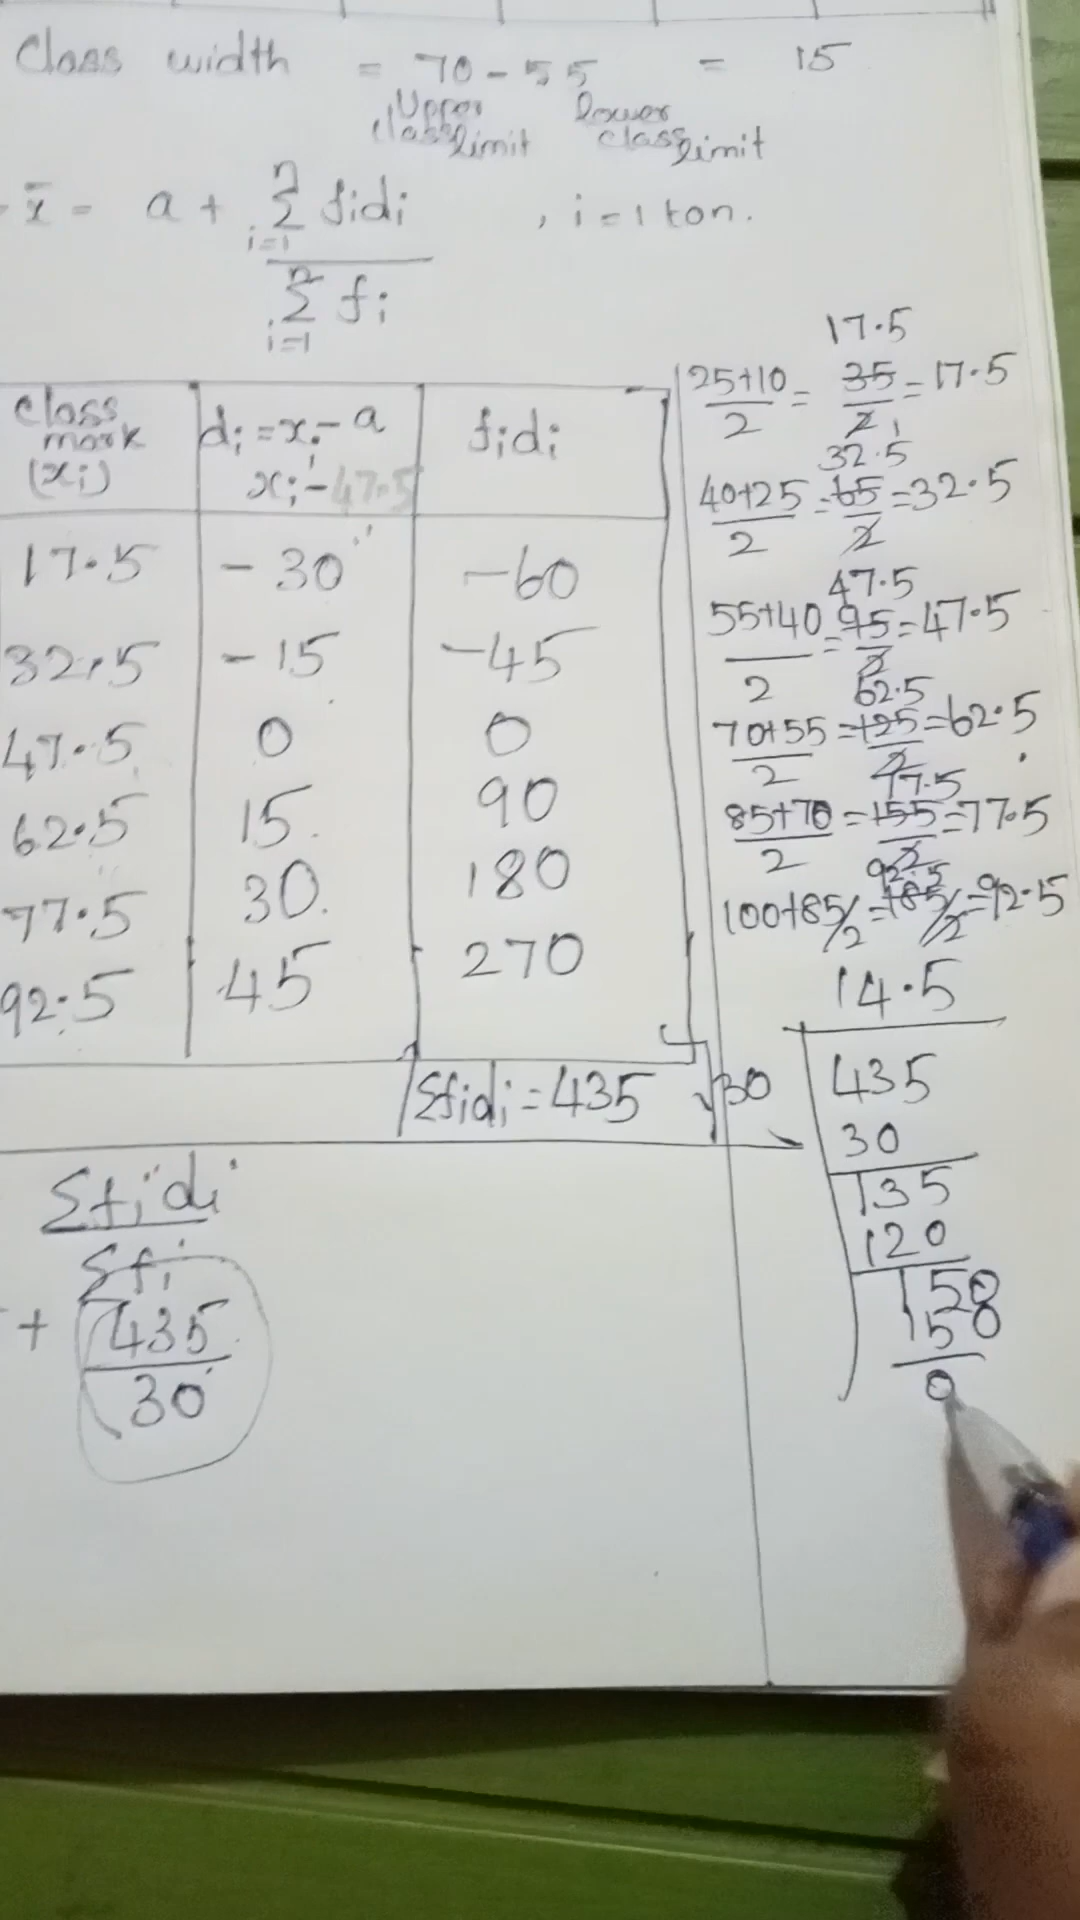 Class width = 70 - 55 = 15
Upper class limit lower class limit
x̄ = a + Σ fidi , i = 1 to n.
i=1 n
Σ fi
i=1 n
Class mark (xi) | di = xi - a | fidi
xi - 47.5
17.5 | -30 | -60
32.5 | -15 | -45
47.5 | 0 | 0
62.5 | 15 | 90
77.5 | 30 | 180
92.5 | 45 | 270
Σfidi = 435
Σfidi
Σfi
+ 435
30
17.5
25+10/2 = 35/2 = 17.5
32.5
40+25/2 = 65/2 = 32.5
47.5
55+40/2 = 95/2 = 47.5
62.5
70+55/2 = 125/2 = 62.5
77.5
85+70/2 = 155/2 = 77.5
92.5
100+85/2 = 185/2 = 92.5
14.5
30 435
30
135
120
150
150
0